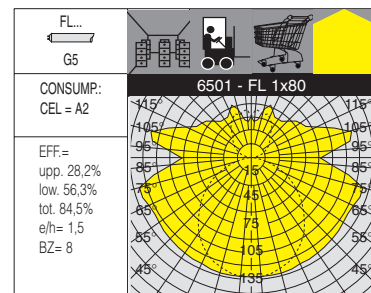 FL...
G5
CONSUMP.:
CEL = A2
6501 - FL 1x80
EFF.=
upp. 28,2%
low. 56,3%
tot. 84,5%
e/h= 1,5
BZ= 8
115° 115°
105° 105°
95° 95°
85° 85°
75° 75°
65° 65°
55° 55°
45° 45°
15
45
75
105
135